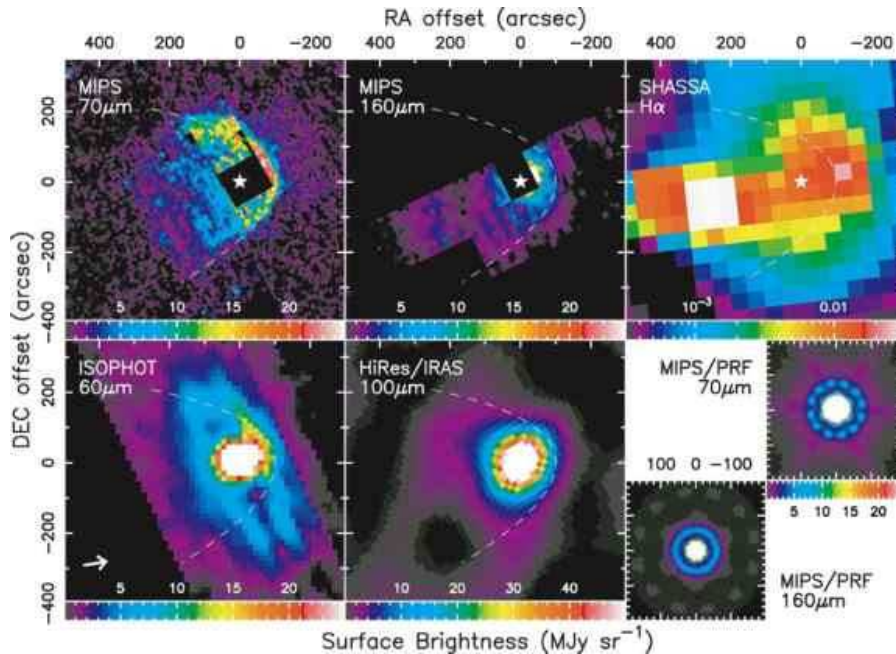 RA offset (arcsec)
400 200 0 -200 400 200 0 -200 400 200 0 -200
MIPS
70μm
MIPS
160μm
SHASSA
Hα
200
0
-200
-400
5 10 15 20
5 10 15 20
10⁻³ 0.01
DEC offset (arcsec)
ISOPHOT
60μm
HiRes/IRAS
100μm
MIPS/PRF
70μm
200
0
-200
-400
100 0 -100
5 10 15 20
5 10 15 20
10 20 30 40
MIPS/PRF
160μm
Surface Brightness (MJy sr⁻¹)